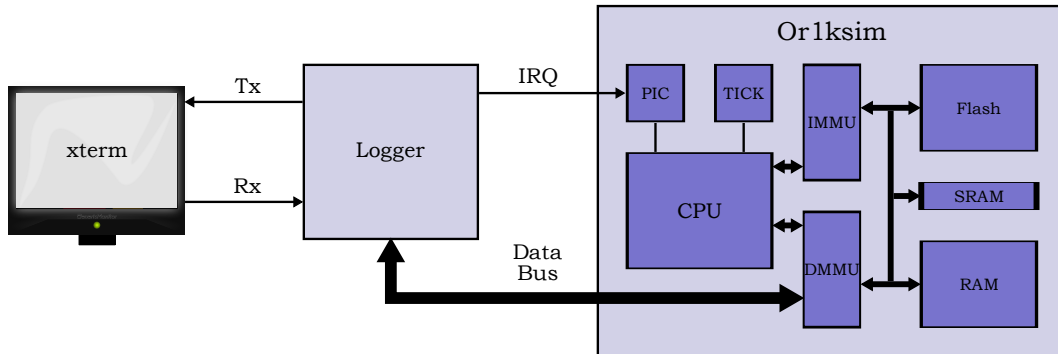 Or1ksim
Tx
IRQ
PIC
TICK
IMMU
Flash
xterm
Logger
Rx
CPU
SRAM
Data
Bus
DMMU
RAM